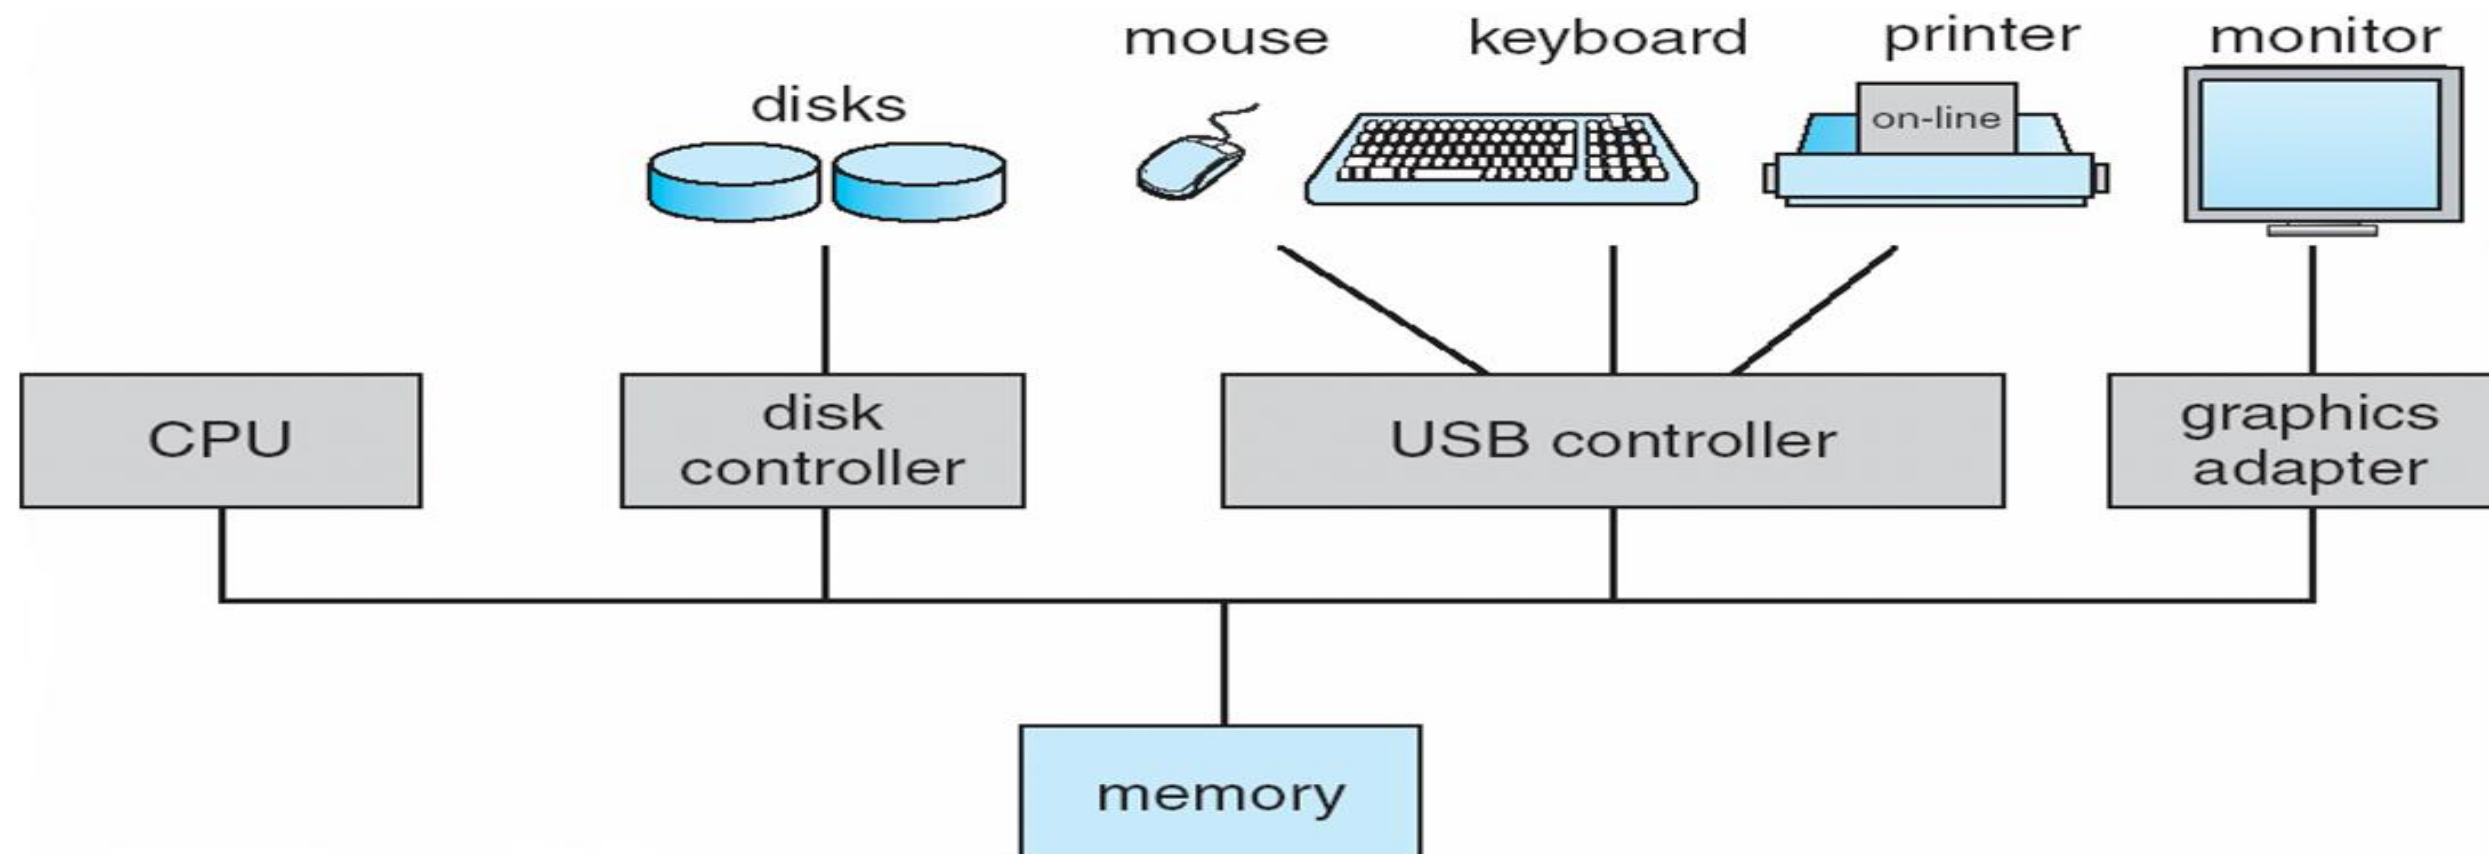 mouse
keyboard
printer
monitor
disks
on-line
CPU
disk
controller
USB controller
graphics
adapter
memory